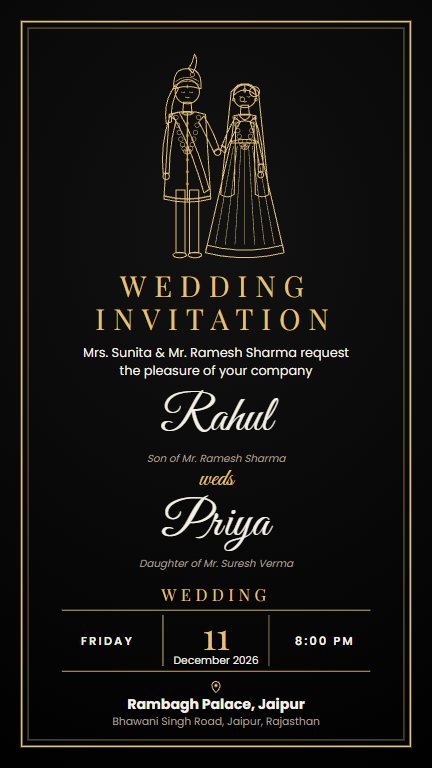 WEDDING
INVITATION
Mrs. Sunita & Mr. Ramesh Sharma request
the pleasure of your company
Rahul
Son of Mr. Ramesh Sharma
weds
Priya
Daughter of Mr. Suresh Verma
WEDDING
FRIDAY
11
December 2026
8:00 PM
Rambagh Palace, Jaipur
Bhawani Singh Road, Jaipur, Rajasthan